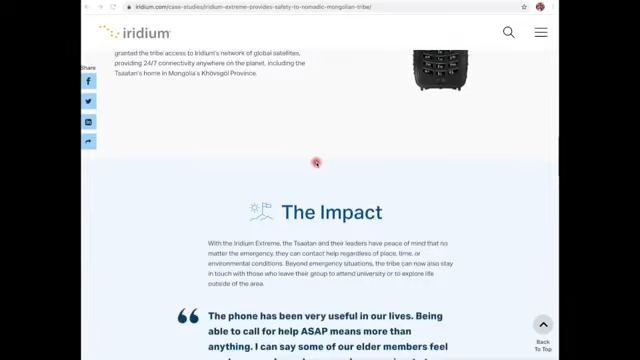 iridium.com/case-studies/iridium-extreme-provides-safety-to-nomadic-mongolian-tribe/
iridium
granted the tribe access to Iridium's network of global satellites,
providing 24/7 connectivity anywhere on the planet, including the
Tsaatan's home in Mongolia's Khövsgöl Province.
Share
The Impact
With the Iridium Extreme, the Tsaatan and their leaders have peace of mind that no
matter the emergency, they can contact help regardless of place, time, or
environmental conditions. Beyond emergency situations, the tribe can now also stay
in touch with those who leave their group to attend university or to explore life
outside of the area.
The phone has been very useful in our lives. Being
able to call for help ASAP means more than
anything. I can say some of our elder members feel
Back
To Top